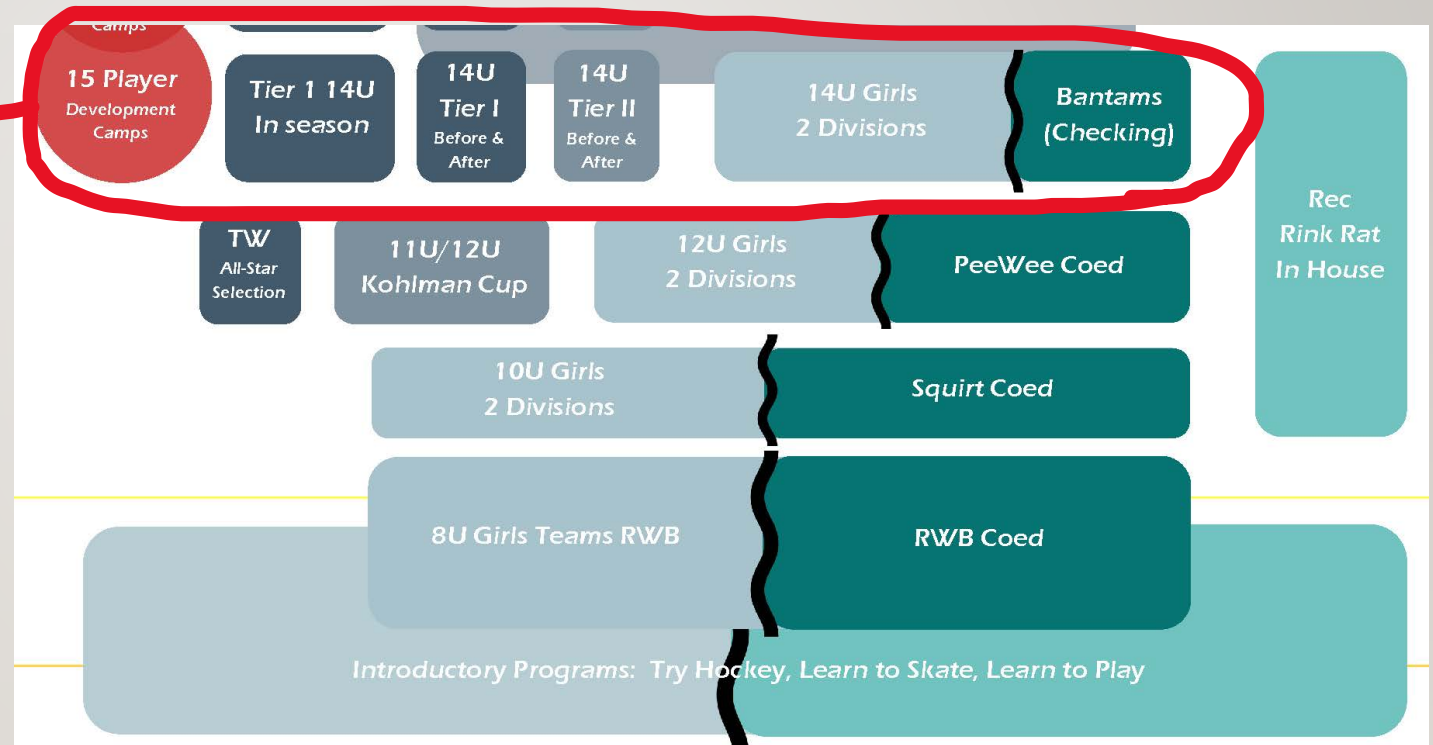 Camps
15 Player
Development
Camps
Tier 1 14U
In season
14U
Tier I
Before &
After
14U
Tier II
Before &
After
14U Girls
2 Divisions
Bantams
(Checking)
Rec
Rink Rat
In House
TW
All-Star
Selection
11U/12U
Kohlman Cup
12U Girls
2 Divisions
PeeWee Coed
10U Girls
2 Divisions
Squirt Coed
8U Girls Teams RWB
RWB Coed
Introductory Programs: Try Hockey, Learn to Skate, Learn to Play